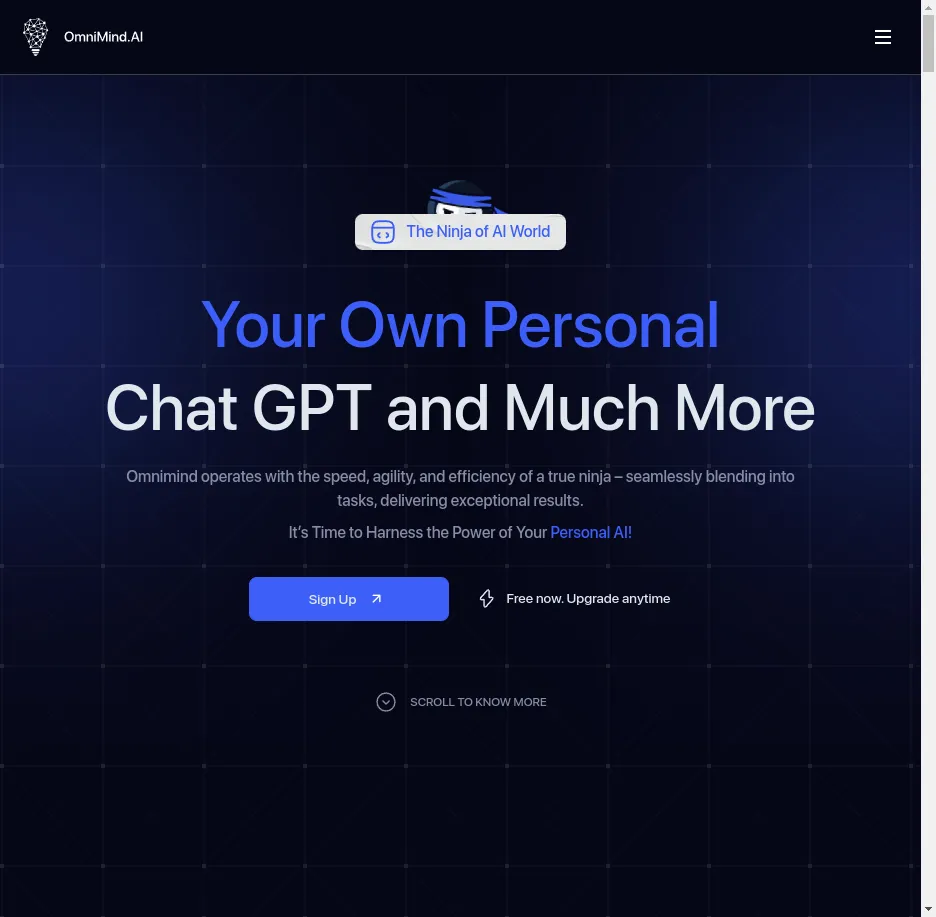 OmniMind.AI
The Ninja of AI World
Your Own Personal
Chat GPT and Much More
Omnimind operates with the speed, agility, and efficiency of a true ninja – seamlessly blending into
tasks, delivering exceptional results.
It’s Time to Harness the Power of Your Personal AI!
Sign Up
Free now. Upgrade anytime
SCROLL TO KNOW MORE